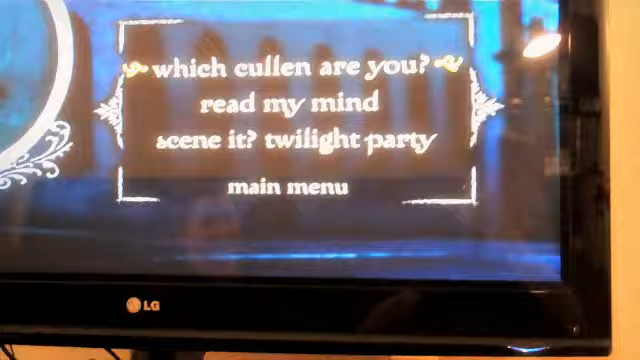 which cullen are you?
read my mind
scene it? twilight party
main menu
LG